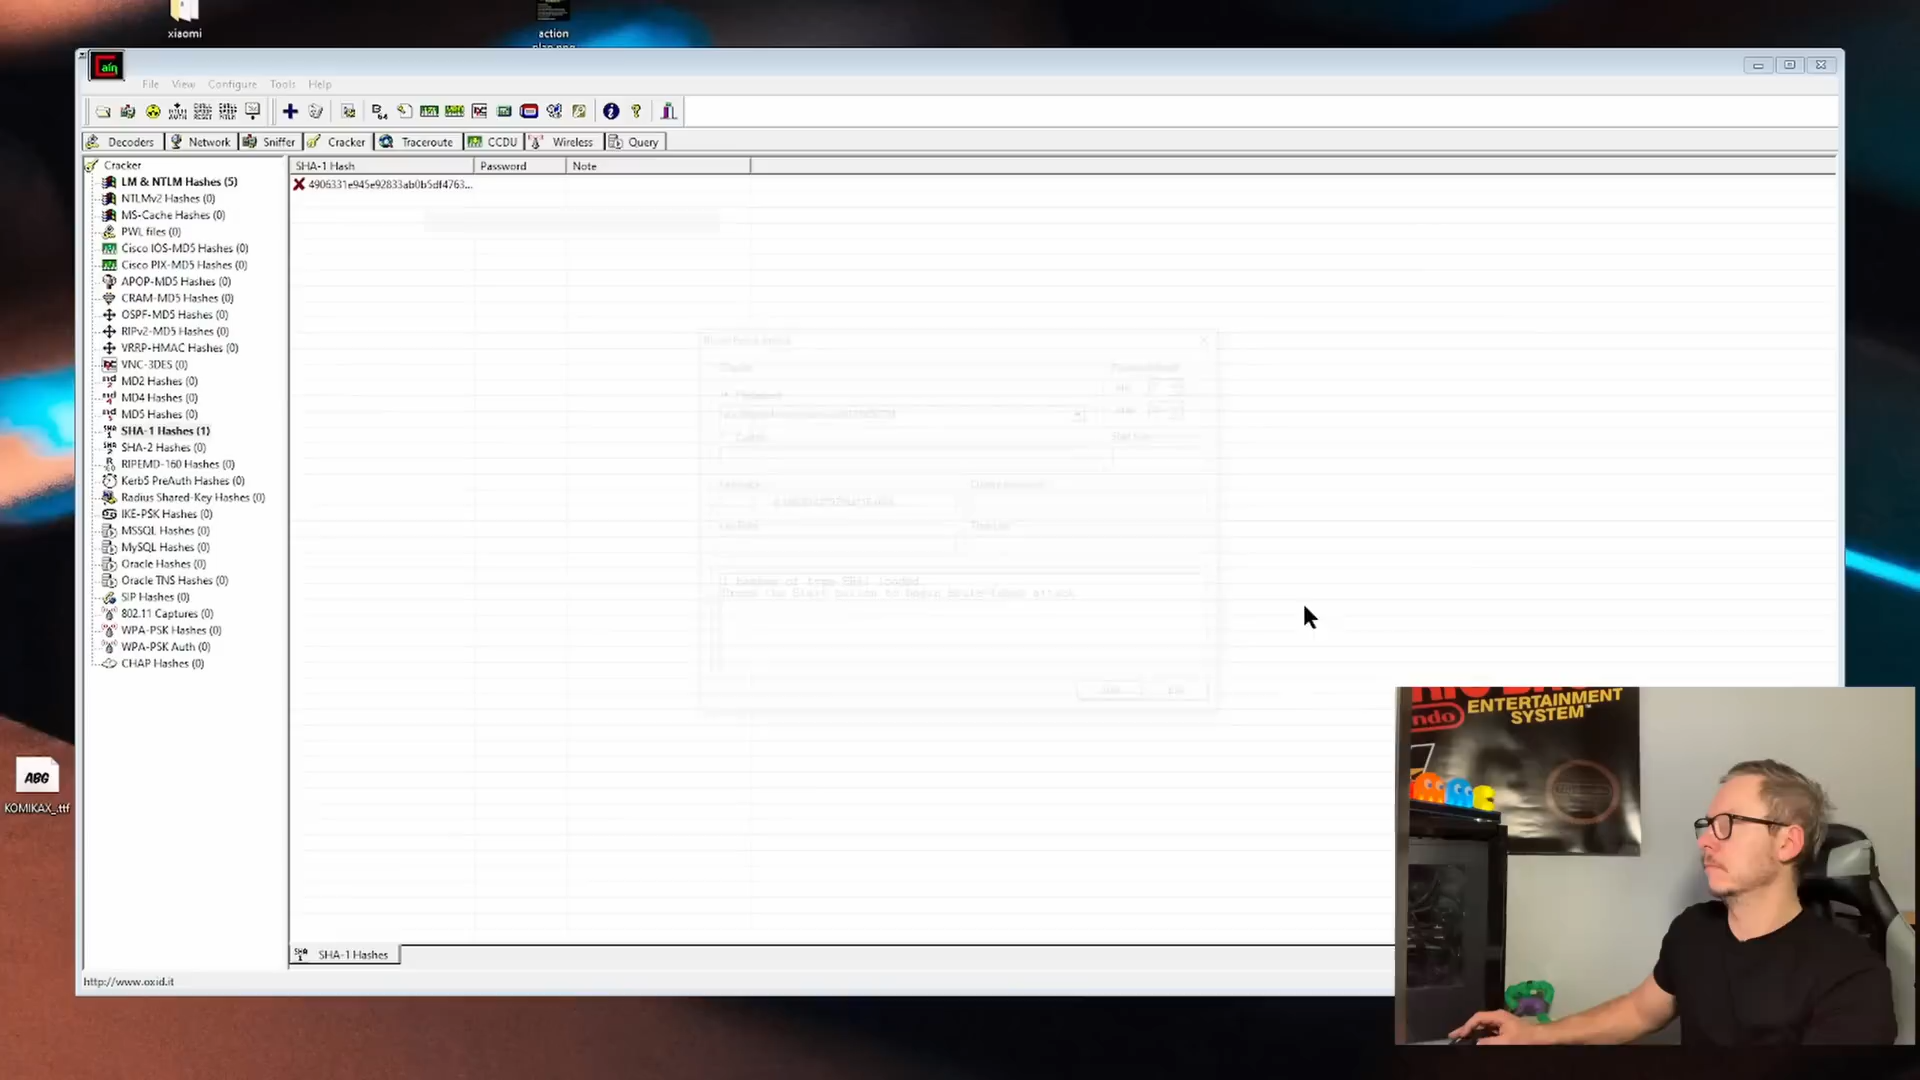 xiaomi
action
plan.png
Cain
File View Configure Tools Help
Decoders Network Sniffer Cracker Traceroute CCDU Wireless Query
Cracker
LM & NTLM Hashes (5)
NTLMv2 Hashes (0)
MS-Cache Hashes (0)
PWL files (0)
Cisco IOS-MD5 Hashes (0)
Cisco PIX-MD5 Hashes (0)
APOP-MD5 Hashes (0)
CRAM-MD5 Hashes (0)
OSPF-MD5 Hashes (0)
RIPv2-MD5 Hashes (0)
VRRP-HMAC Hashes (0)
VNC-3DES (0)
MD2 Hashes (0)
MD4 Hashes (0)
MD5 Hashes (0)
SHA-1 Hashes (1)
SHA-2 Hashes (0)
RIPEMD-160 Hashes (0)
Kerb5 PreAuth Hashes (0)
Radius Shared-Key Hashes (0)
IKE-PSK Hashes (0)
MSSQL Hashes (0)
MySQL Hashes (0)
Oracle Hashes (0)
Oracle TNS Hashes (0)
SIP Hashes (0)
802.11 Captures (0)
WPA-PSK Hashes (0)
WPA-PSK Auth (0)
CHAP Hashes (0)
SHA-1 Hash Password Note
4906331e945e92833ab0b5df4763...
SHA-1 Hashes
http://www.oxid.it
ABG
KOMIKAX_.ttf
ENTERTAINMENT
SYSTEM